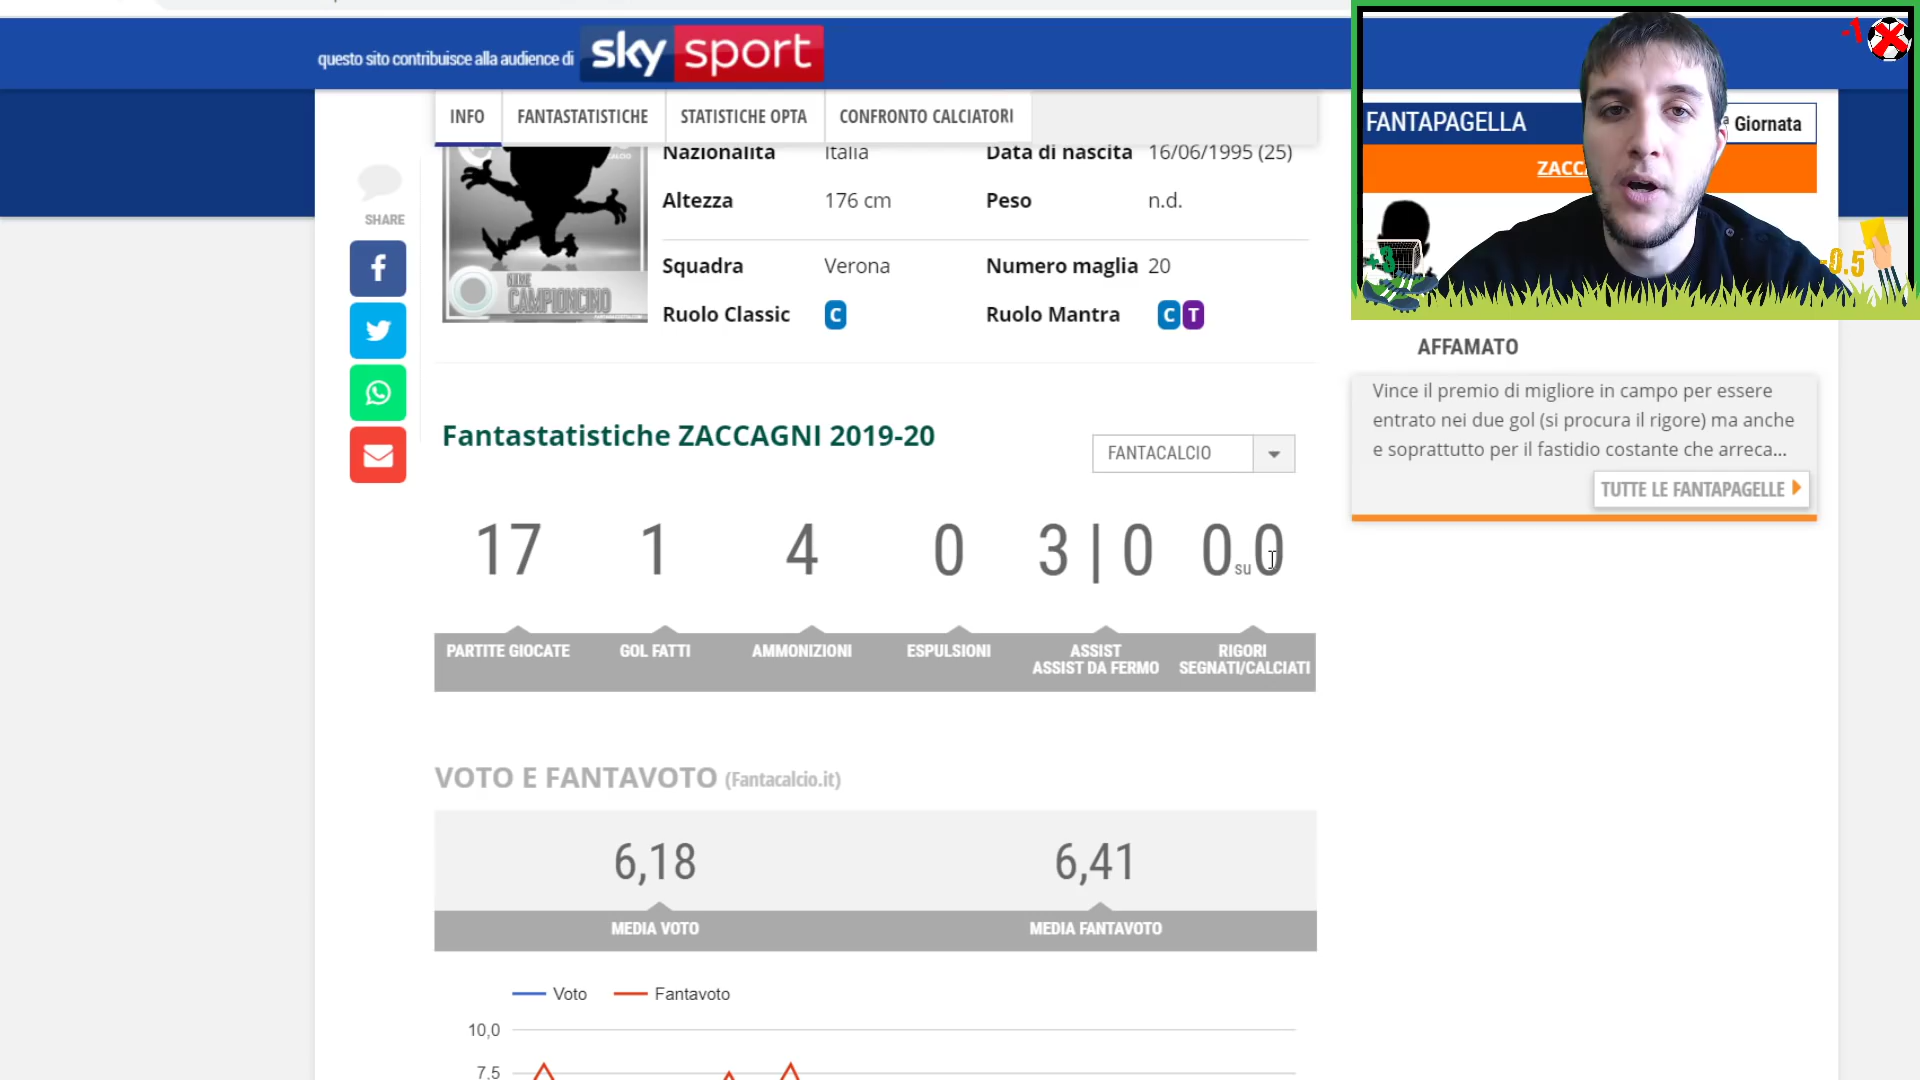 questo sito contribuisce alla audience di sky sport
INFO FANTASTATISTICHE STATISTICHE OPTA CONFRONTO CALCIATORI
SHARE
Nazionalità Italia Data di nascita 16/06/1995 (25)
Altezza 176 cm Peso n.d.
Squadra Verona Numero maglia 20
Ruolo Classic C Ruolo Mantra C T
CAMPIONCINO
Fantastatistiche ZACCAGNI 2019-20
FANTACALCIO
17 1 4 0 3 | 0 0 su 0
PARTITE GIOCATE GOL FATTI AMMONIZIONI ESPULSIONI ASSIST RIGORI
ASSIST DA FERMO SEGNATI/CALCIATI
VOTO E FANTAVOTO (Fantacalcio.it)
6,18 6,41
MEDIA VOTO MEDIA FANTAVOTO
Voto Fantavoto
10,0
7,5
-1
FANTAPAGELLA
Giornata
+3
-0.5
AFFAMATO
Vince il premio di migliore in campo per essere
entrato nei due gol (si procura il rigore) ma anche
e soprattutto per il fastidio costante che arreca...
TUTTE LE FANTAPAGELLE